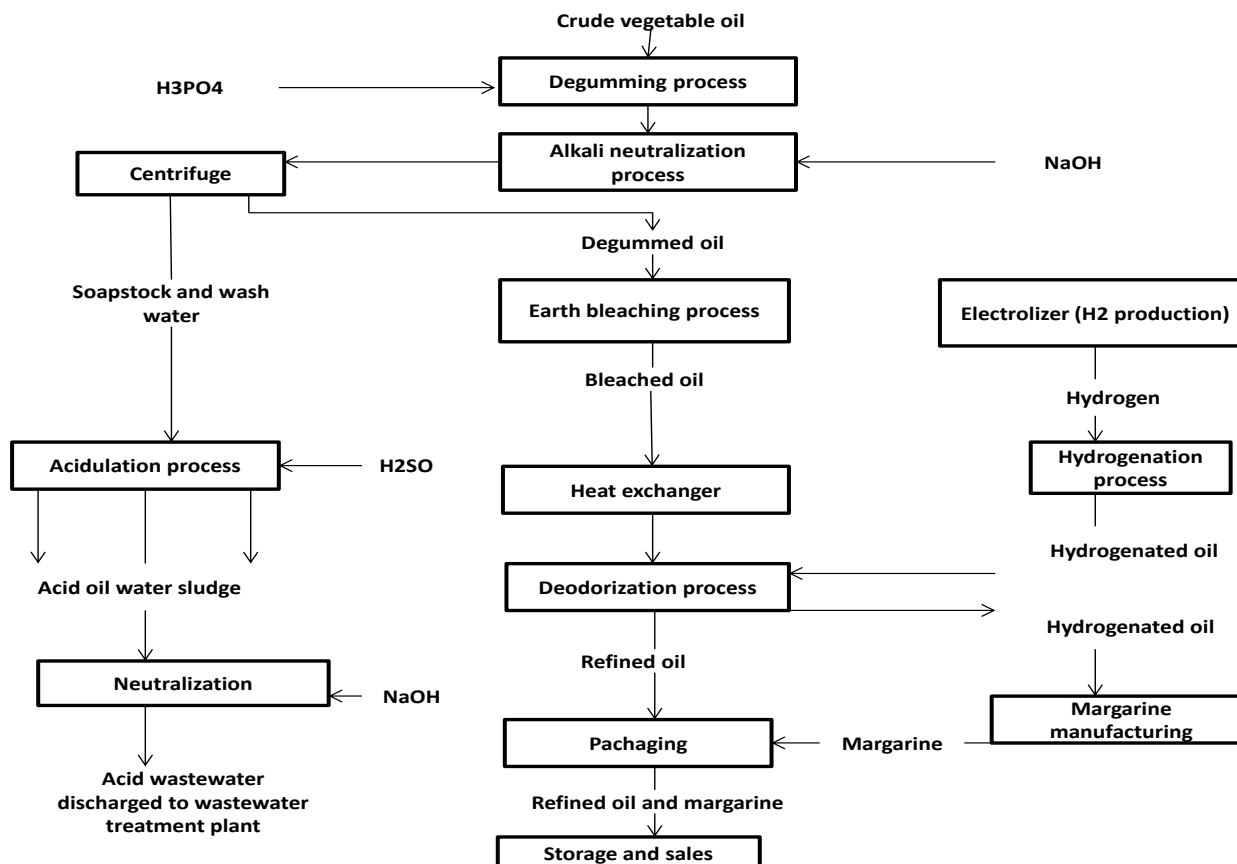 Crude vegetable oil
H3PO4
Degumming process
Alkali neutralization
process
NaOH
Centrifuge
Degummed oil
Soapstock and wash
water
Earth bleaching process
Electrolizer (H2 production)
Bleached oil
Hydrogen
Acidulation process
H2SO
Hydrogenation
process
Heat exchanger
Hydrogenated oil
Acid oil water sludge
Deodorization process
Hydrogenated oil
Refined oil
Neutralization
NaOH
Margarine
manufacturing
Pachaging
Margarine
Acid wastewater
discharged to wastewater
treatment plant
Refined oil and margarine
Storage and sales